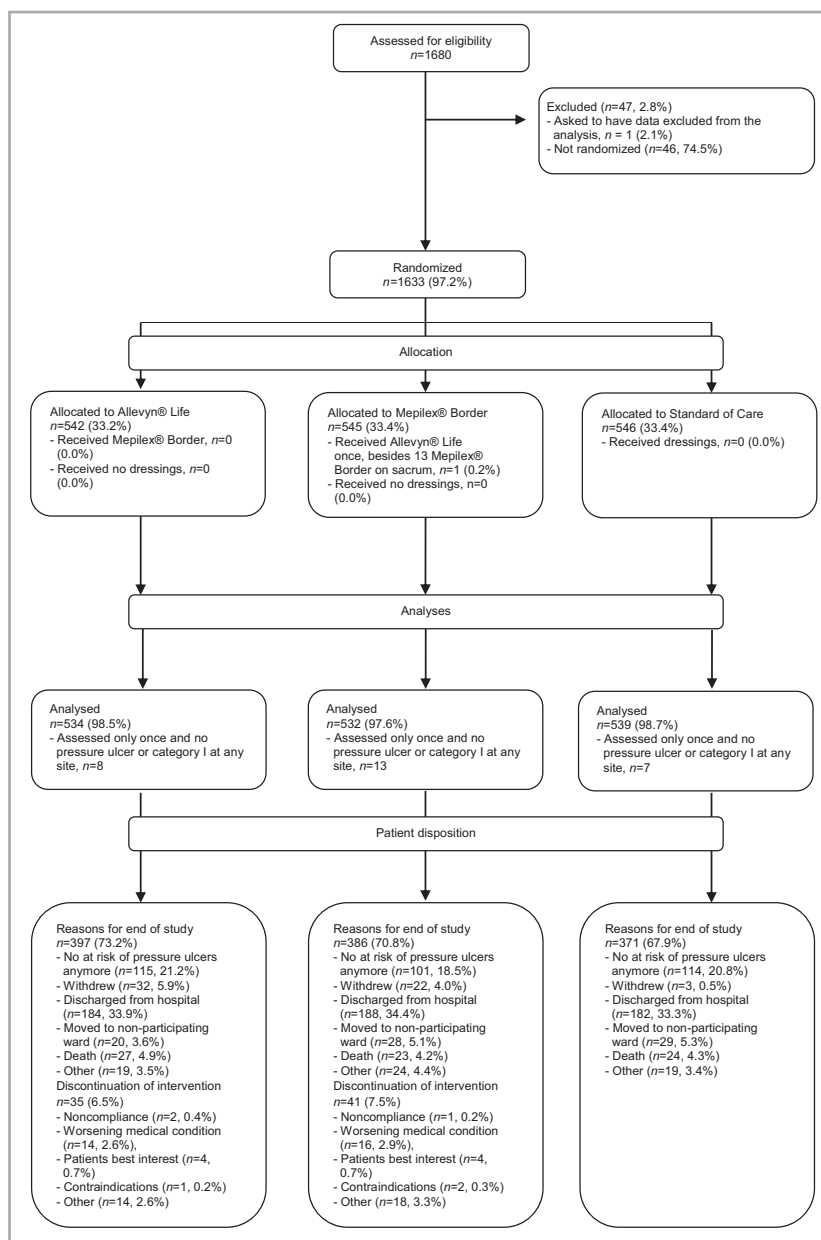 Assessed for eligibility
n=1680
Excluded (n=47, 2.8%)
- Asked to have data excluded from the
analysis, n = 1 (2.1%)
- Not randomized (n=46, 74.5%)
Randomized
n=1633 (97.2%)
Allocation
Allocated to Allevyn® Life
n=542 (33.2%)
- Received Mepilex® Border, n=0
(0.0%)
- Received no dressings, n=0
(0.0%)
Allocated to Mepilex® Border
n=545 (33.4%)
- Received Allevyn® Life
once, besides 13 Mepilex®
Border on sacrum, n=1 (0.2%)
- Received no dressings, n=0
(0.0%)
Allocated to Standard of Care
n=546 (33.4%)
- Received dressings, n=0 (0.0%)
Analyses
Analysed
n=534 (98.5%)
- Assessed only once and no
pressure ulcer or category I at any
site, n=8
Analysed
n=532 (97.6%)
- Assessed only once and no
pressure ulcer or category I at any
site, n=13
Analysed
n=539 (98.7%)
- Assessed only once and no
pressure ulcer or category I at any
site, n=7
Patient disposition
Reasons for end of study
n=397 (73.2%)
- No at risk of pressure ulcers
anymore (n=115, 21.2%)
- Withdrew (n=32, 5.9%)
- Discharged from hospital
(n=184, 33.9%)
- Moved to non-participating
ward (n=20, 3.6%)
- Death (n=27, 4.9%)
- Other (n=19, 3.5%)
Discontinuation of intervention
n=35 (6.5%)
- Noncompliance (n=2, 0.4%)
- Worsening medical condition
(n=14, 2.6%),
- Patients best interest (n=4,
0.7%)
- Contraindications (n=1, 0.2%)
- Other (n=14, 2.6%)
Reasons for end of study
n=386 (70.8%)
- No at risk of pressure ulcers
anymore (n=101, 18.5%)
- Withdrew (n=22, 4.0%)
- Discharged from hospital
(n=188, 34.4%)
- Moved to non-participating
ward (n=28, 5.1%)
- Death (n=23, 4.2%)
- Other (n=24, 4.4%)
Discontinuation of intervention
n=41 (7.5%)
- Noncompliance (n=1, 0.2%)
- Worsening medical condition
(n=16, 2.9%),
- Patients best interest (n=4,
0.7%)
- Contraindications (n=2, 0.3%)
- Other (n=18, 3.3%)
Reasons for end of study
n=371 (67.9%)
- No at risk of pressure ulcers
anymore (n=114, 20.8%)
- Withdrew (n=3, 0.5%)
- Discharged from hospital
(n=182, 33.3%)
- Moved to non-participating
ward (n=29, 5.3%)
- Death (n=24, 4.3%)
- Other (n=19, 3.4%)